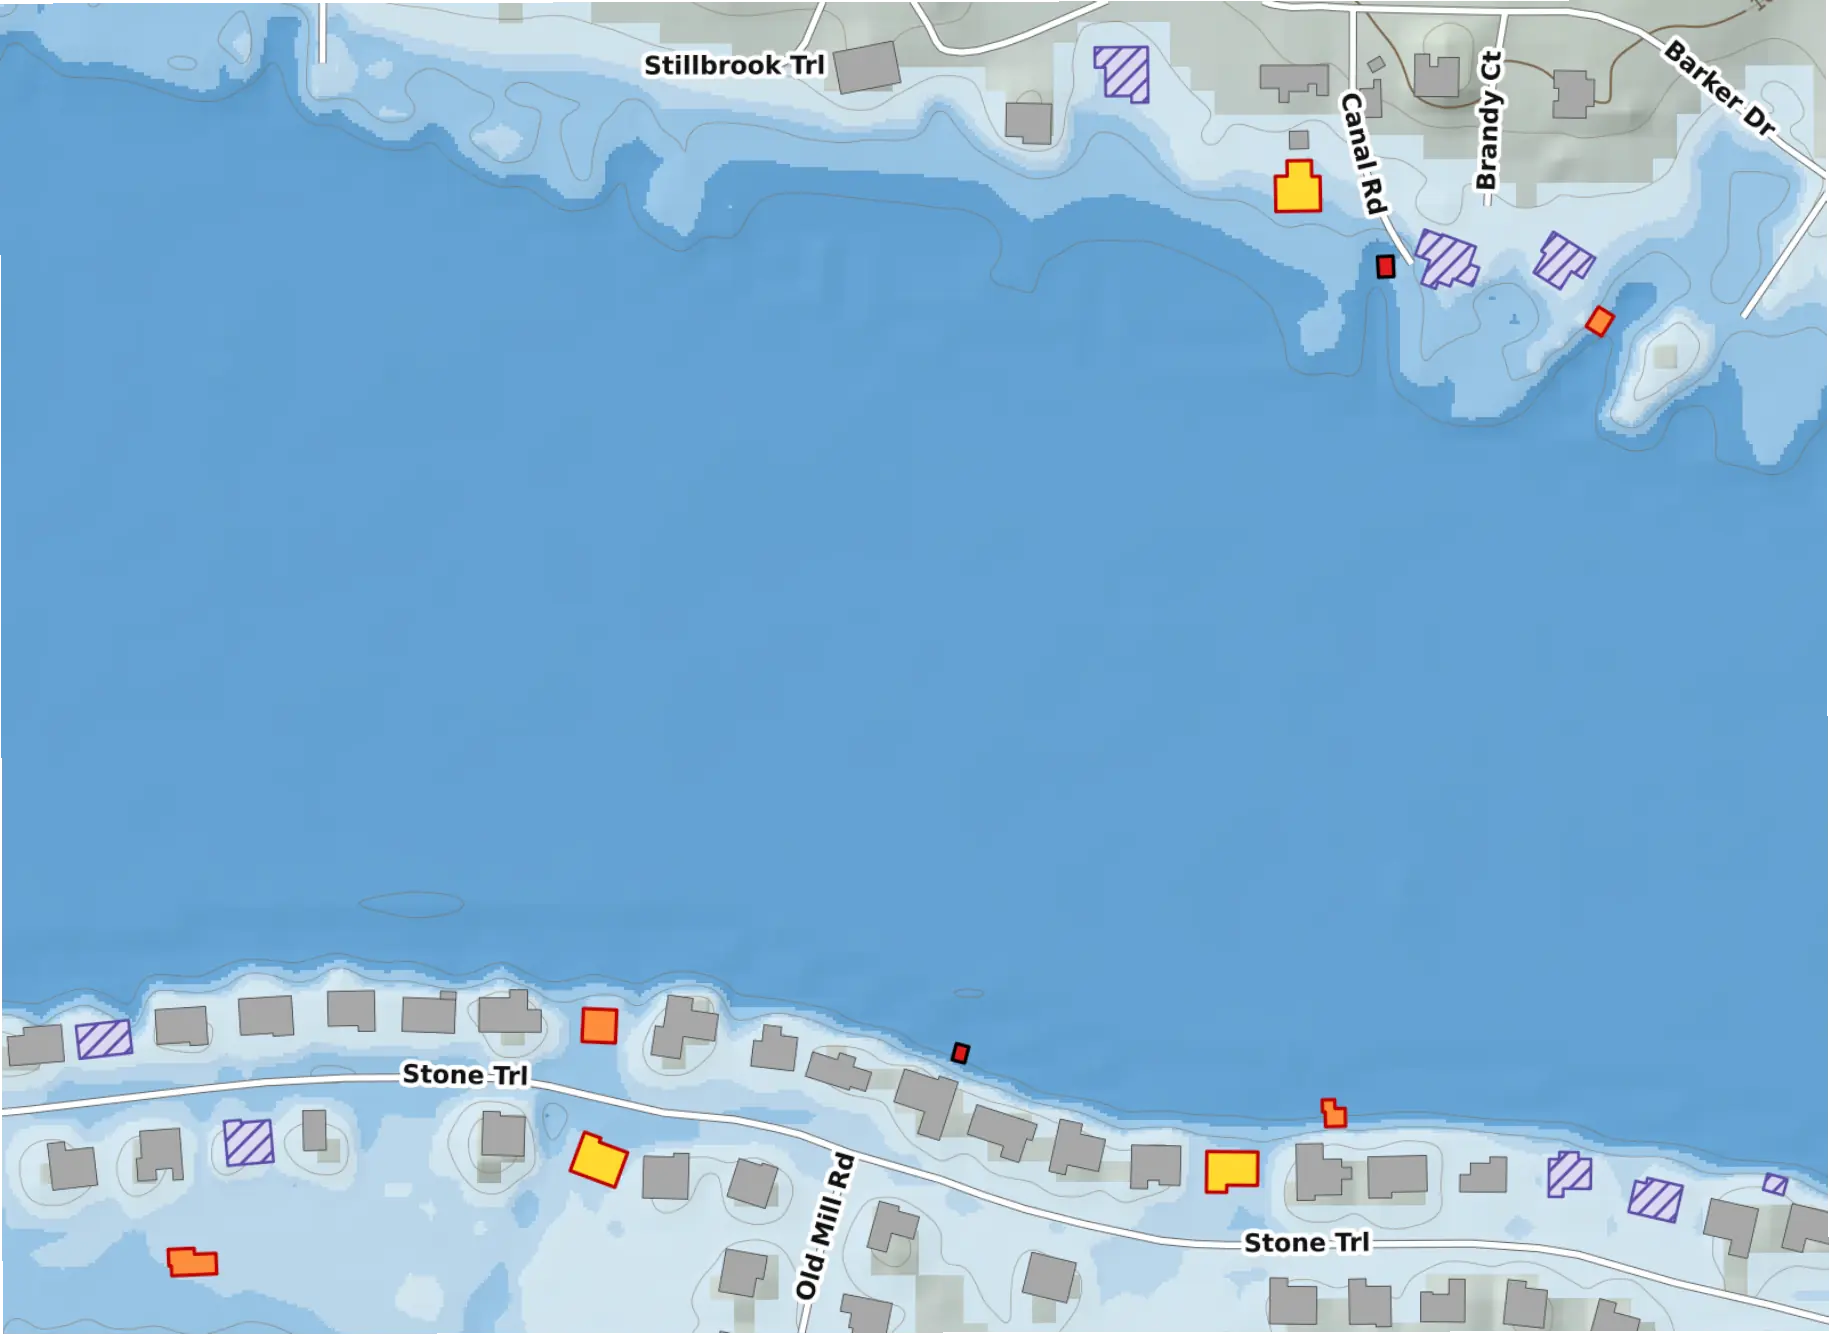 Stillbrook Trl
Canal Rd
Brandy Ct
Barker Dr
Stone Trl
Old Mill Rd
Stone Trl